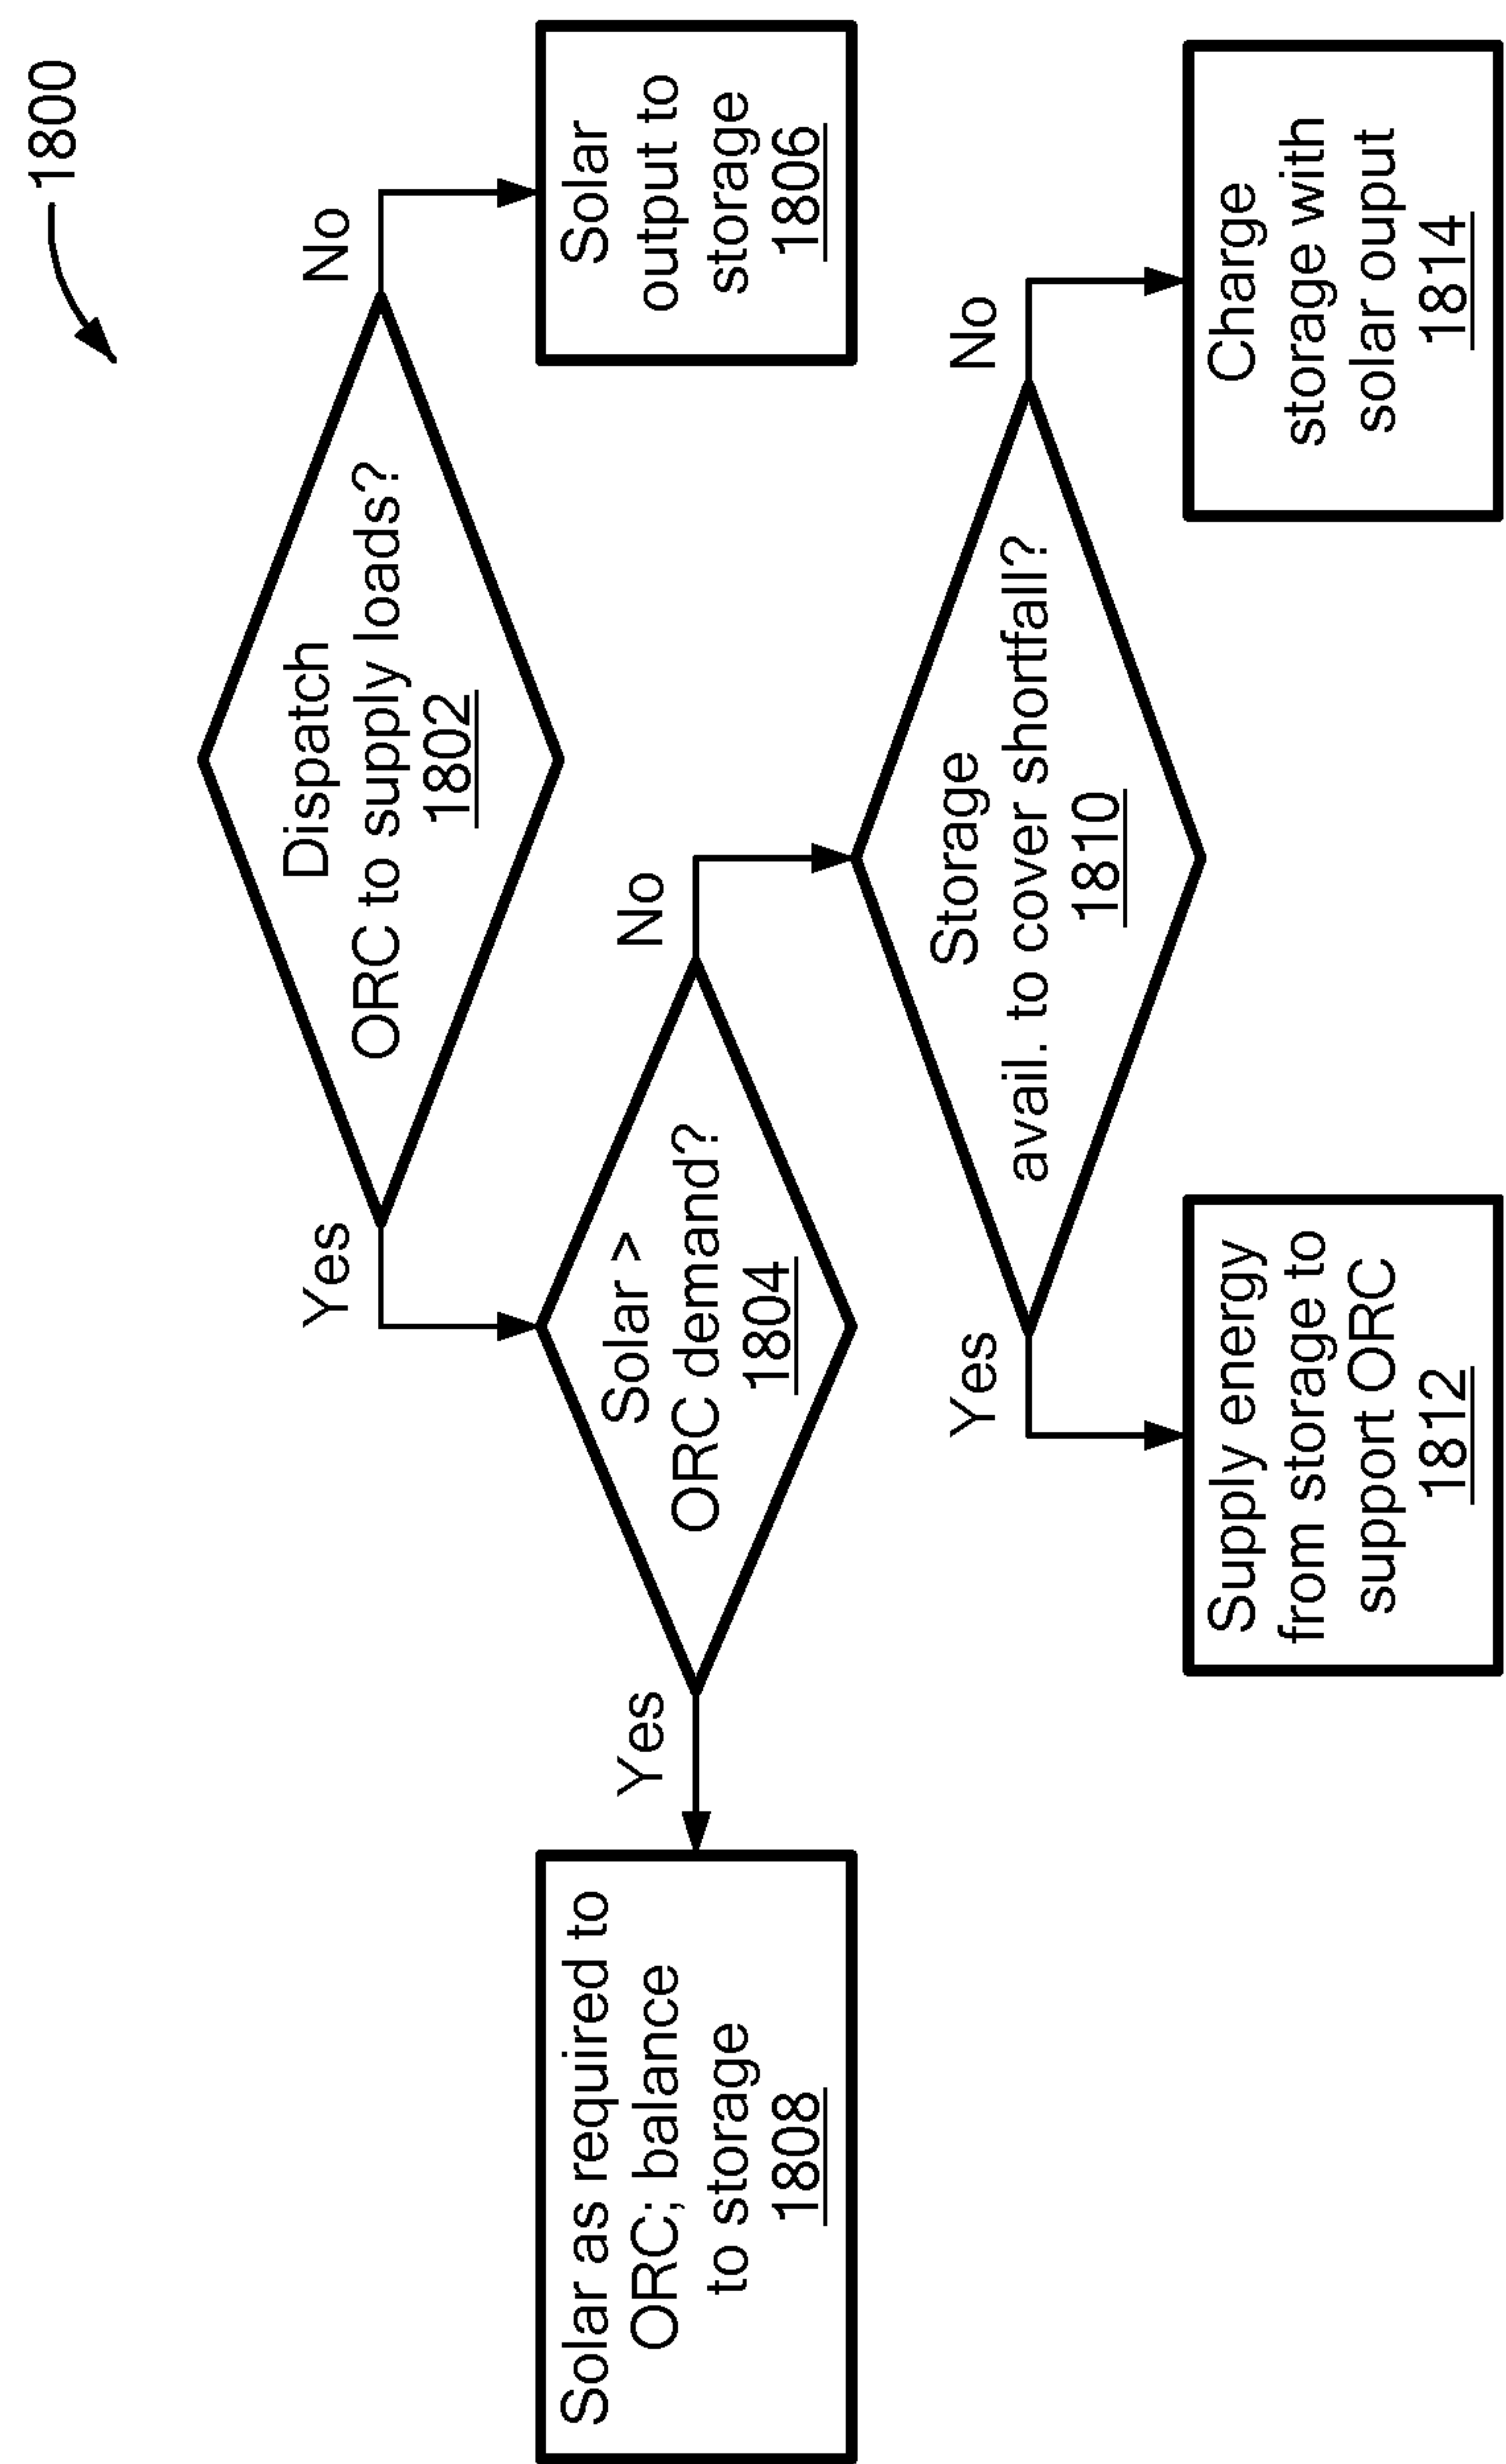 1800
Dispatch
ORC to supply loads?
1802
Yes
No
Solar >
ORC demand?
1804
Solar
output to
storage
1806
Yes
No
Solar as required to
ORC; balance
to storage
1808
Storage
avail. to cover shortfall?
1810
Yes
No
Supply energy
from storage to
support ORC
1812
Charge
storage with
solar ouput
1814